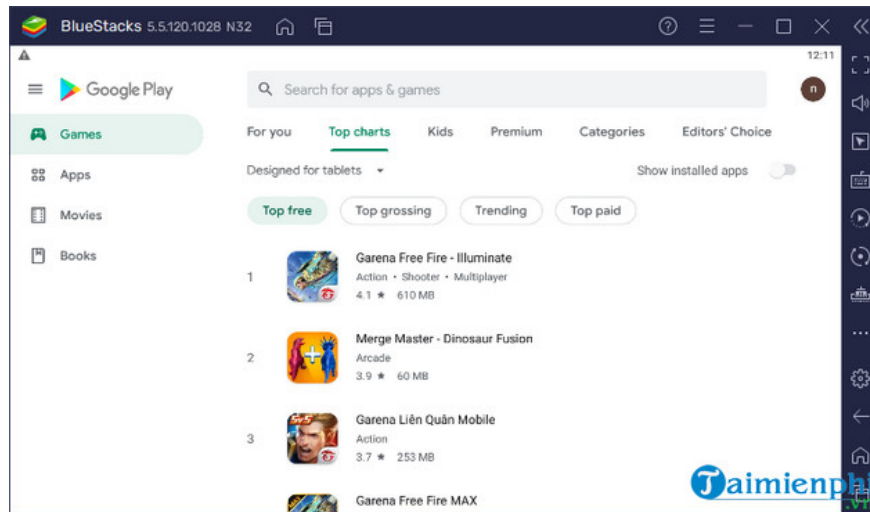 BlueStacks 5.5.120.1028 N32
12:11
Google Play
Search for apps & games
n
Games
Apps
Movies
Books
For you Top charts Kids Premium Categories Editors' Choice
Designed for tablets
Show installed apps
Top free Top grossing Trending Top paid
1
Garena Free Fire - Illuminate
Action • Shooter • Multiplayer
4.1 ★ 610 MB
2
Merge Master - Dinosaur Fusion
Arcade
3.9 ★ 60 MB
3
Garena Liên Quân Mobile
Action
3.7 ★ 253 MB
Garena Free Fire MAX
Taimienphi
.vn